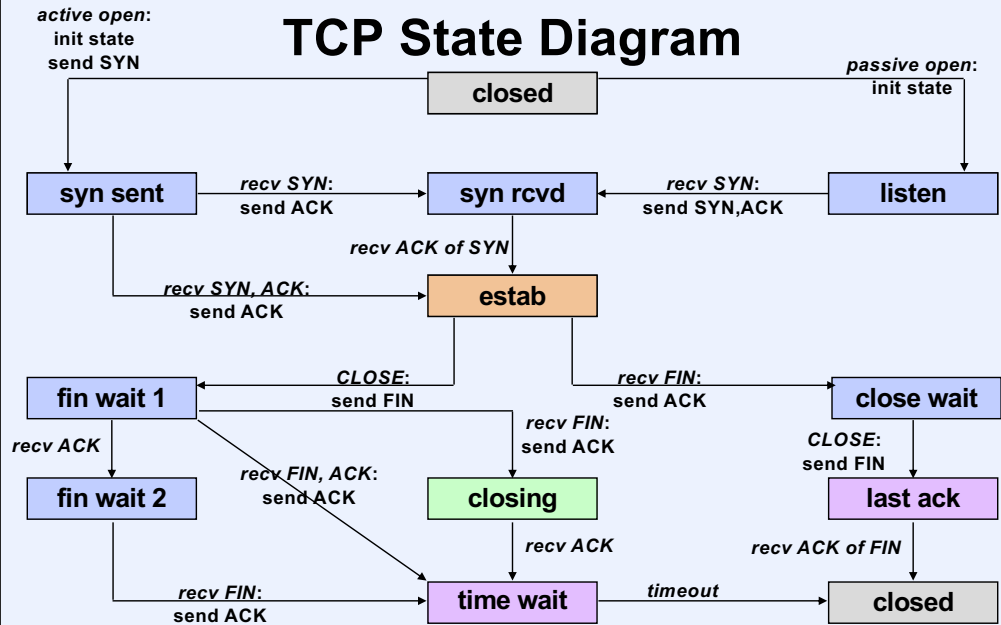 active open:
init state
send SYN
TCP State Diagram
passive open:
init state
closed
syn sent
recv SYN:
send ACK
syn rcvd
recv SYN:
send SYN,ACK
listen
recv ACK of SYN
recv SYN, ACK:
send ACK
estab
fin wait 1
CLOSE:
send FIN
recv FIN:
send ACK
close wait
recv ACK
recv FIN, ACK:
send ACK
recv FIN:
send ACK
CLOSE:
send FIN
fin wait 2
closing
last ack
recv ACK
recv ACK of FIN
recv FIN:
send ACK
time wait
timeout
closed